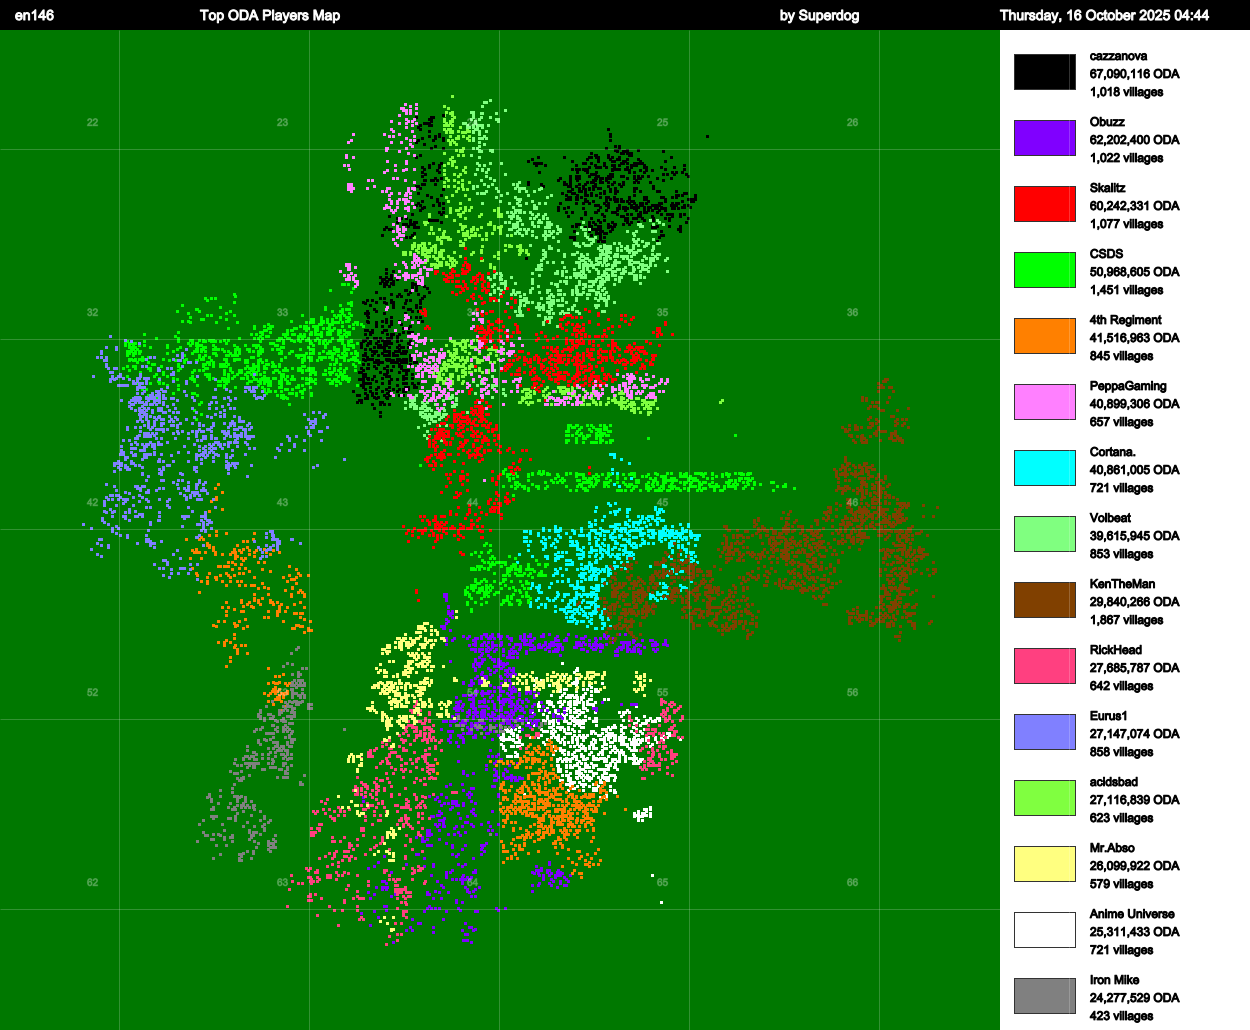 en146 Top ODA Players Map by Superdog Thursday, 16 October 2025 04:44
cazzanova
67,090,116 ODA
1,018 villages
Obuzz
62,202,400 ODA
1,022 villages
Skalitz
60,242,331 ODA
1,077 villages
CSDS
50,968,605 ODA
1,451 villages
4th Regiment
41,516,963 ODA
845 villages
PeppaGaming
40,899,306 ODA
657 villages
Cortana.
40,861,005 ODA
721 villages
Volbeat
39,615,945 ODA
853 villages
KenTheMan
29,840,266 ODA
1,867 villages
RickHead
27,685,787 ODA
642 villages
Eurus1
27,147,074 ODA
858 villages
acidsbad
27,116,839 ODA
623 villages
Mr.Abso
26,099,922 ODA
579 villages
Anime Universe
25,311,433 ODA
721 villages
Iron Mike
24,277,529 ODA
423 villages
22 23 25 26
32 33 35 36
42 43 44 45 46
52 54 55 56
62 63 64 65 66